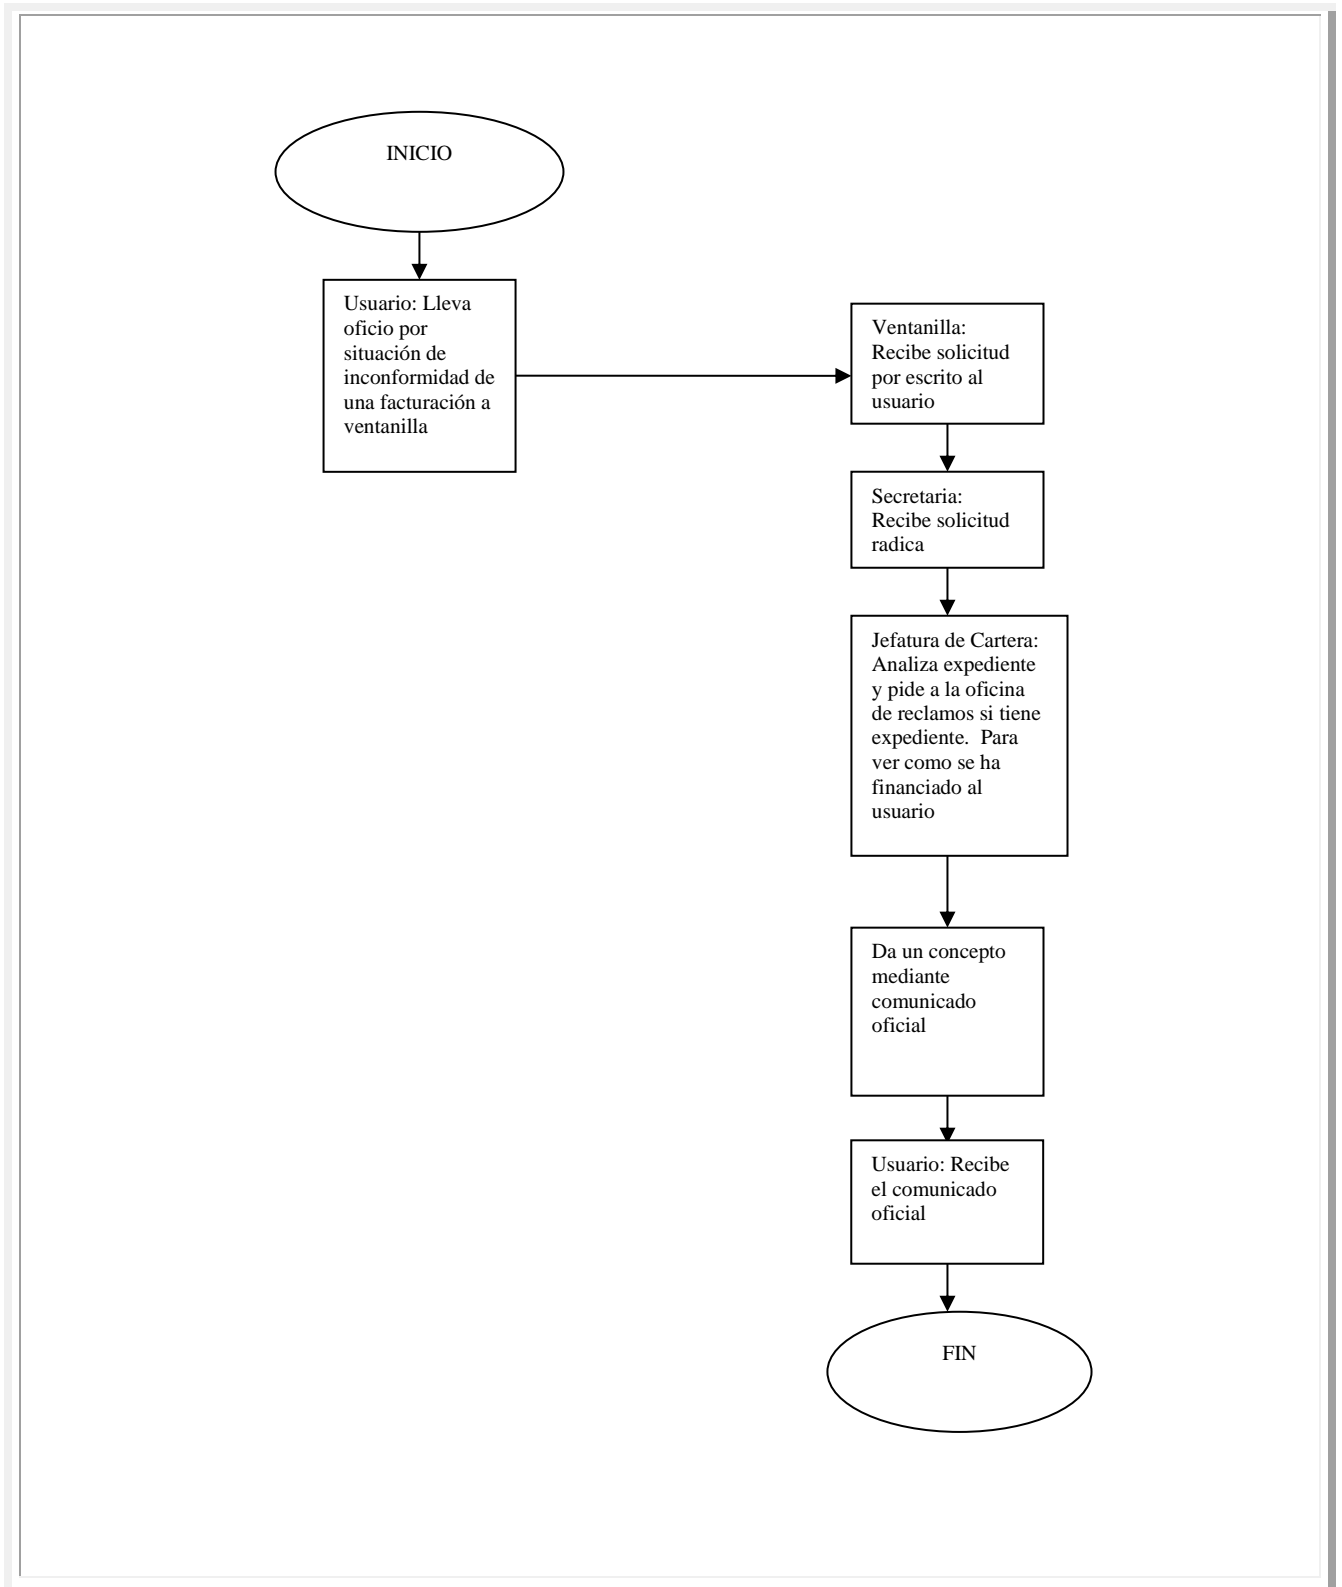 INICIO
Usuario: Lleva
oficio por
situación de
inconformidad de
una facturación a
ventanilla
Ventanilla:
Recibe solicitud
por escrito al
usuario
Secretaria:
Recibe solicitud
radica
Jefatura de Cartera:
Analiza expediente
y pide a la oficina
de reclamos si tiene
expediente.  Para
ver como se ha
financiado al
usuario
Da un concepto
mediante
comunicado
oficial
Usuario: Recibe
el comunicado
oficial
FIN